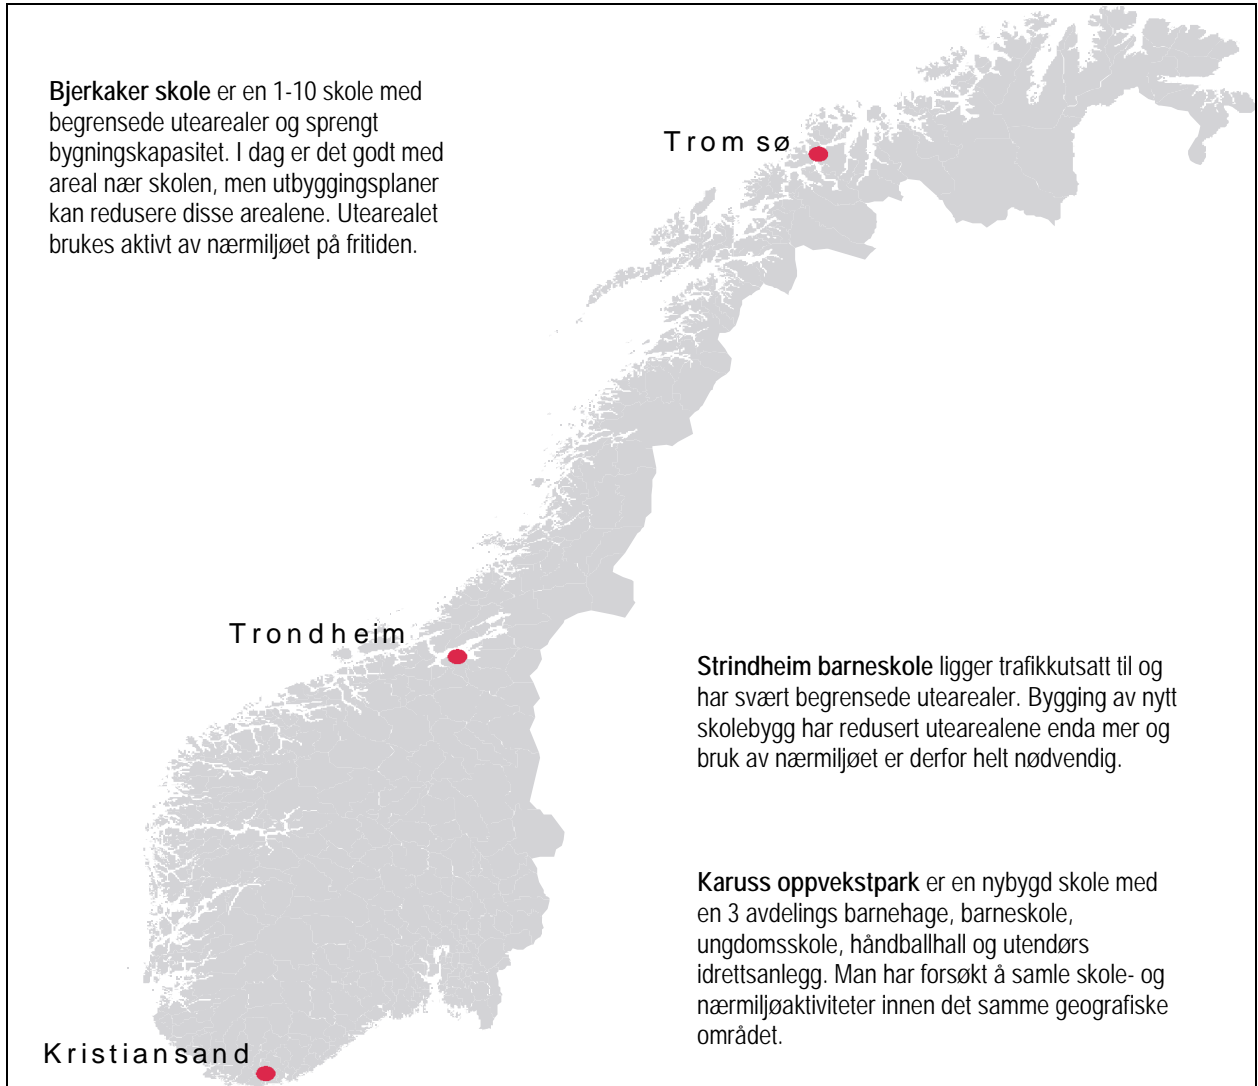 Bjerkaker skole er en 1-10 skole med
begrensede utearealer og sprengt
bygningskapasitet. I dag er det godt med
areal nær skolen, men utbyggingsplaner
kan redusere disse arealene. Utearealet
brukes aktivt av nærmiljøet på fritiden.
Tromsø
Trondheim
Strindheim barneskole ligger trafikkutsatt til og
har svært begrensede utearealer. Bygging av nytt
skolebygg har redusert utearealene enda mer og
bruk av nærmiljøet er derfor helt nødvendig.
Karuss oppvekstpark er en nybygd skole med
en 3 avdelings barnehage, barneskole,
ungdomsskole, håndballhall og utendørs
idrettsanlegg. Man har forsøkt å samle skole- og
nærmiljøaktiviteter innen det samme geografiske
området.
Kristiansand